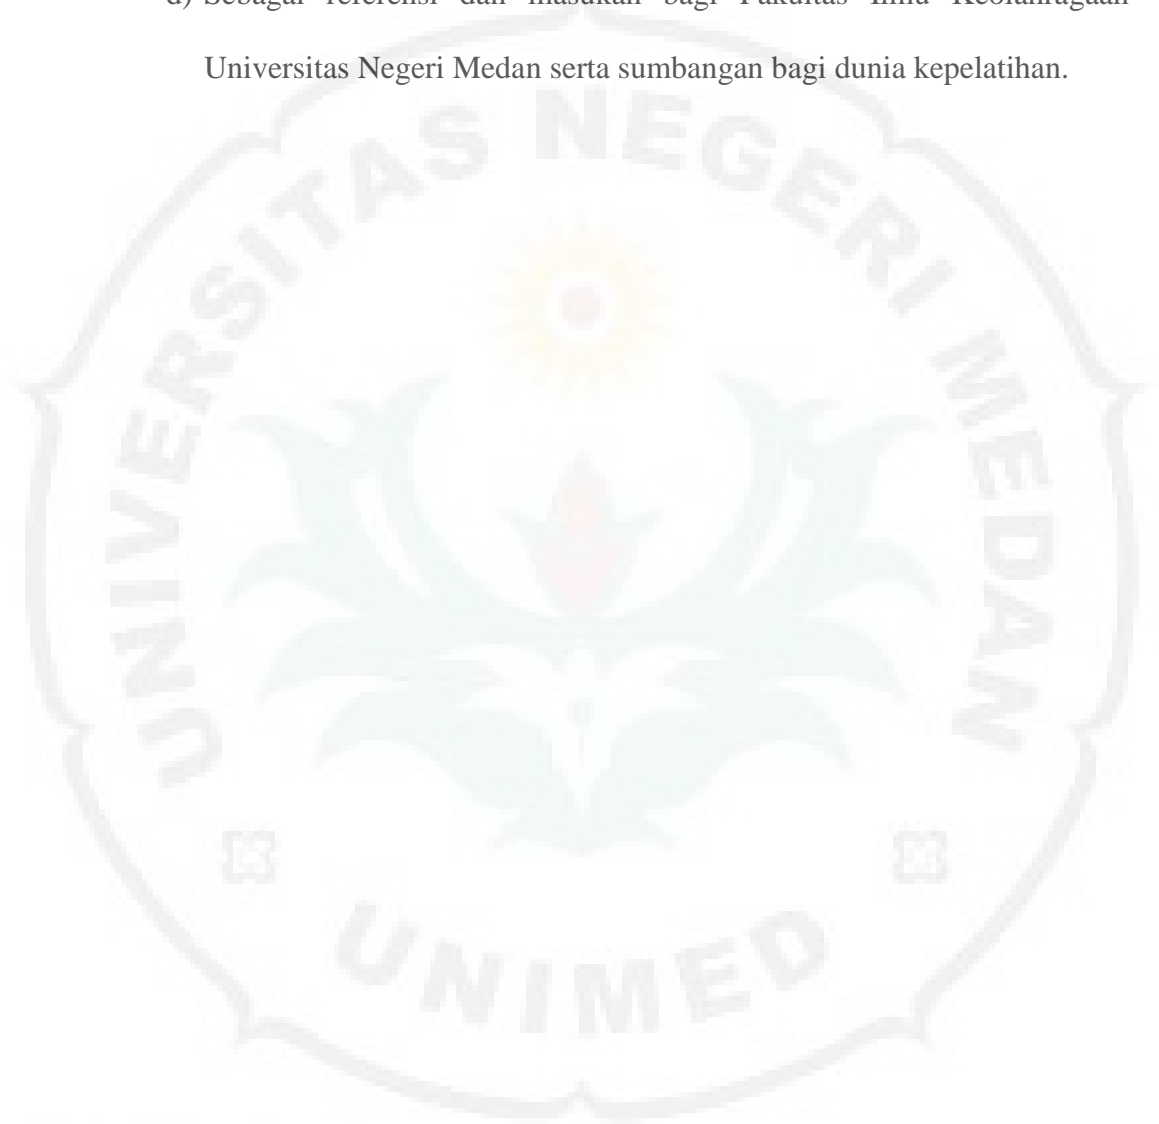 d) Sebagai referensi dan masukan bagi Fakultas Ilmu Keolahragaan
Universitas Negeri Medan serta sumbangan bagi dunia kepelatihan.
UNIVERSITAS NEGERI MEDAN
UNIMED